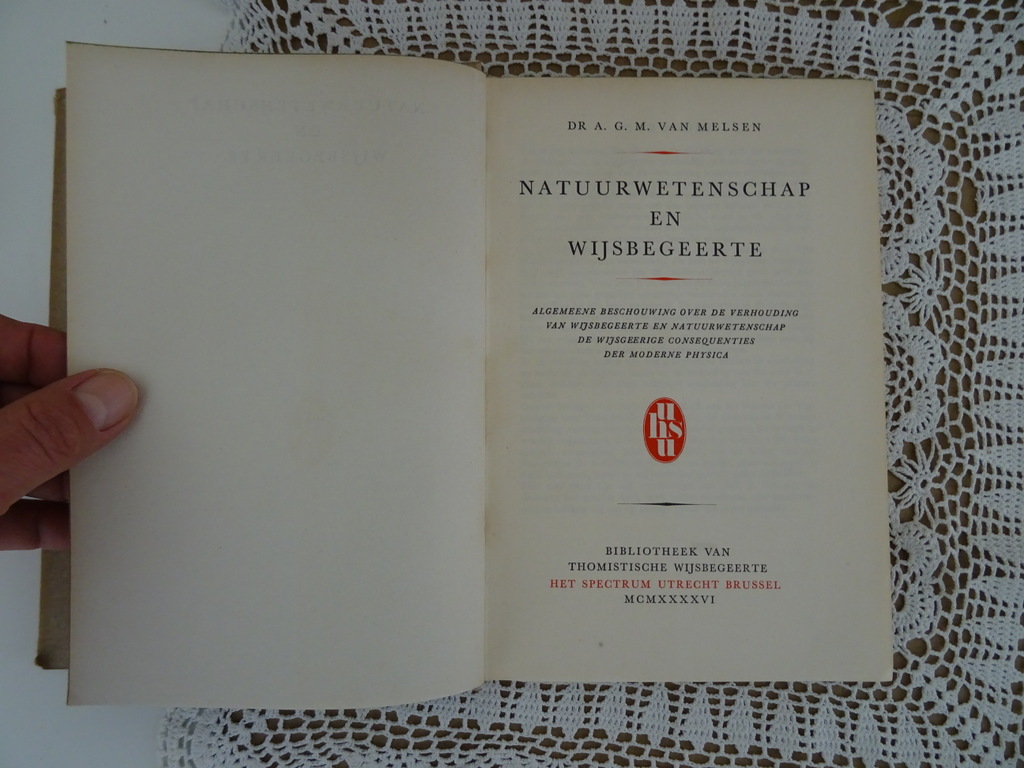 DR A. G. M. VAN MELSEN
NATUURWETENSCHAP
EN
WIJSBEGEERTE
ALGEMEENE BESCHOUWING OVER DE VERHOUDING
VAN WIJSBEGEERTE EN NATUURWETENSCHAP
DE WIJSGEERIGE CONSEQUENTIES
DER MODERNE PHYSICA
BIBLIOTHEEK VAN
THOMISTISCHE WIJSBEGEERTE
HET SPECTRUM UTRECHT BRUSSEL
MCMXXXXVI